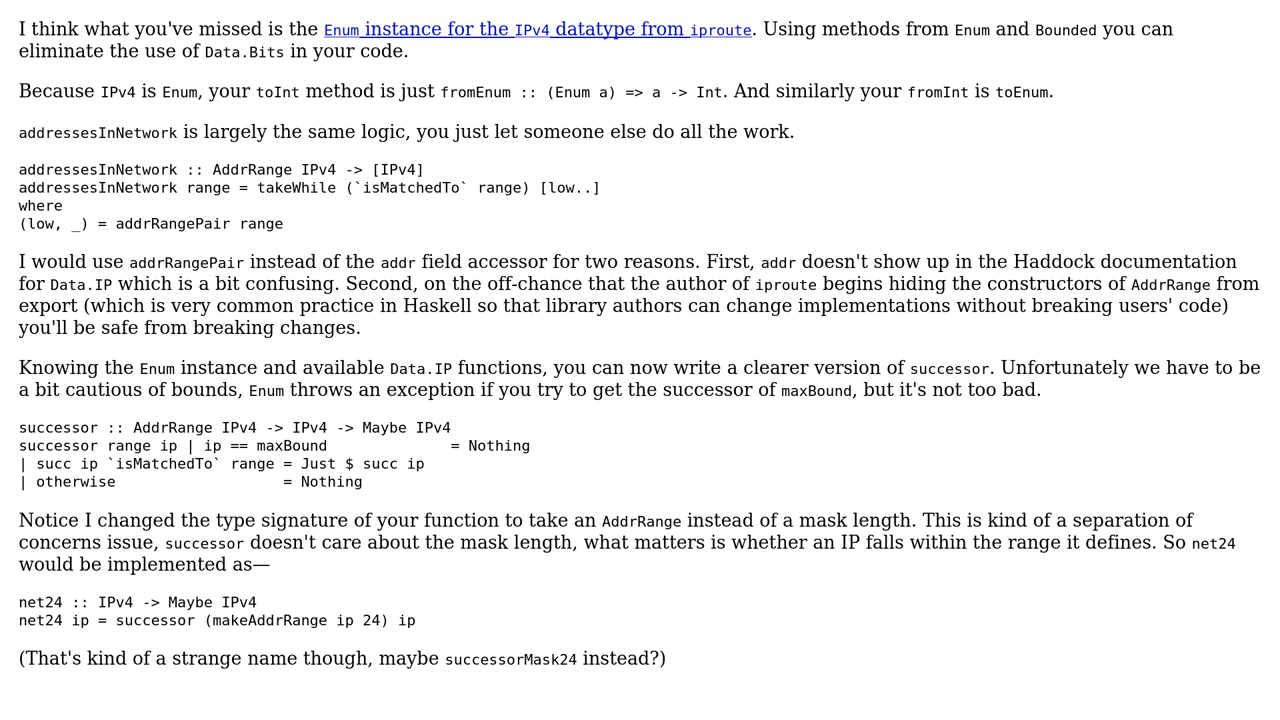 I think what you've missed is the Enum instance for the IPv4 datatype from iproute. Using methods from Enum and Bounded you can
eliminate the use of Data.Bits in your code.
Because IPv4 is Enum, your toInt method is just fromEnum :: (Enum a) => a -> Int. And similarly your fromInt is toEnum.
addressesInNetwork is largely the same logic, you just let someone else do all the work.
addressesInNetwork :: AddrRange IPv4 -> [IPv4]
addressesInNetwork range = takeWhile (`isMatchedTo` range) [low..]
where
(low, _) = addrRangePair range
I would use addrRangePair instead of the addr field accessor for two reasons. First, addr doesn't show up in the Haddock documentation
for Data.IP which is a bit confusing. Second, on the off-chance that the author of iproute begins hiding the constructors of AddrRange from
export (which is very common practice in Haskell so that library authors can change implementations without breaking users' code)
you'll be safe from breaking changes.
Knowing the Enum instance and available Data.IP functions, you can now write a clearer version of successor. Unfortunately we have to be
a bit cautious of bounds, Enum throws an exception if you try to get the successor of maxBound, but it's not too bad.
successor :: AddrRange IPv4 -> IPv4 -> Maybe IPv4
successor range ip | ip == maxBound              = Nothing
| succ ip `isMatchedTo` range = Just $ succ ip
| otherwise                   = Nothing
Notice I changed the type signature of your function to take an AddrRange instead of a mask length. This is kind of a separation of
concerns issue, successor doesn't care about the mask length, what matters is whether an IP falls within the range it defines. So net24
would be implemented as—
net24 :: IPv4 -> Maybe IPv4
net24 ip = successor (makeAddrRange ip 24) ip
(That's kind of a strange name though, maybe successorMask24 instead?)